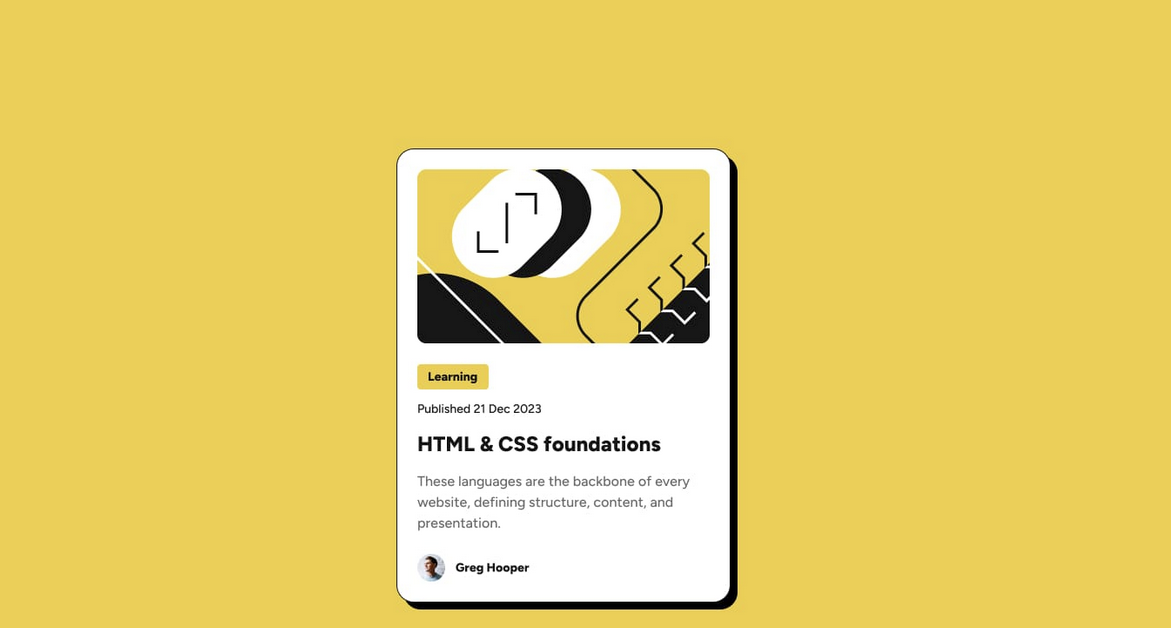 Learning
Published 21 Dec 2023
HTML & CSS foundations
These languages are the backbone of every
website, defining structure, content, and
presentation.
Greg Hooper